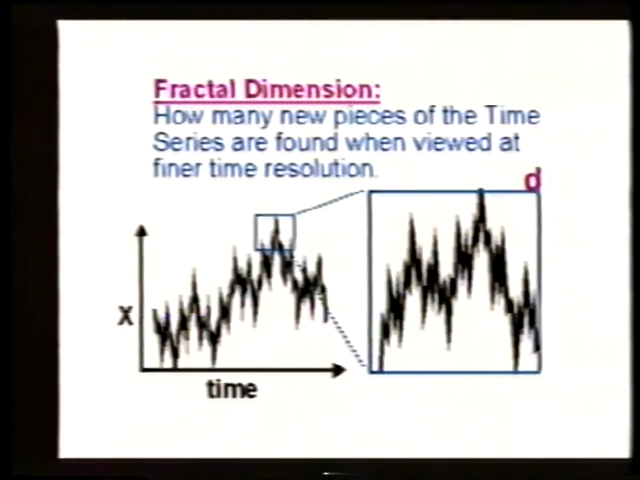 Fractal Dimension:
How many new pieces of the Time
Series are found when viewed at
finer time resolution.
d
X
time